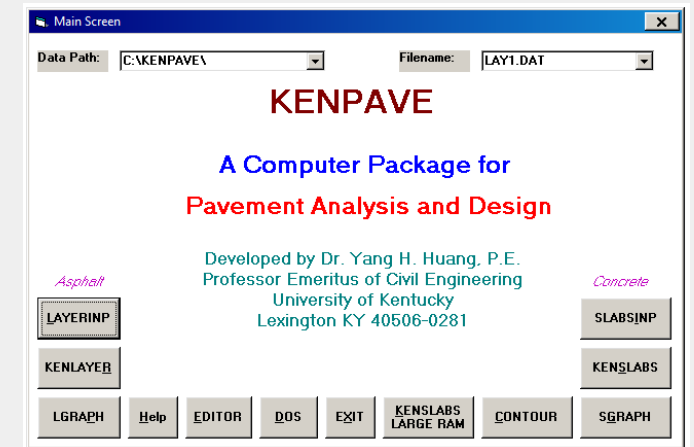 Main Screen
Data Path: C:\KENPAVE\ Filename: LAY1.DAT
KENPAVE
A Computer Package for
Pavement Analysis and Design
Developed by Dr. Yang H. Huang, P.E.
Professor Emeritus of Civil Engineering
University of Kentucky
Lexington KY 40506-0281
Asphalt
Concrete
LAYERINP
SLABSINP
KENLAYER
KENSLABS
LGRAPH
Help
EDITOR
DOS
EXIT
KENSLABS
LARGE RAM
CONTOUR
SGRAPH